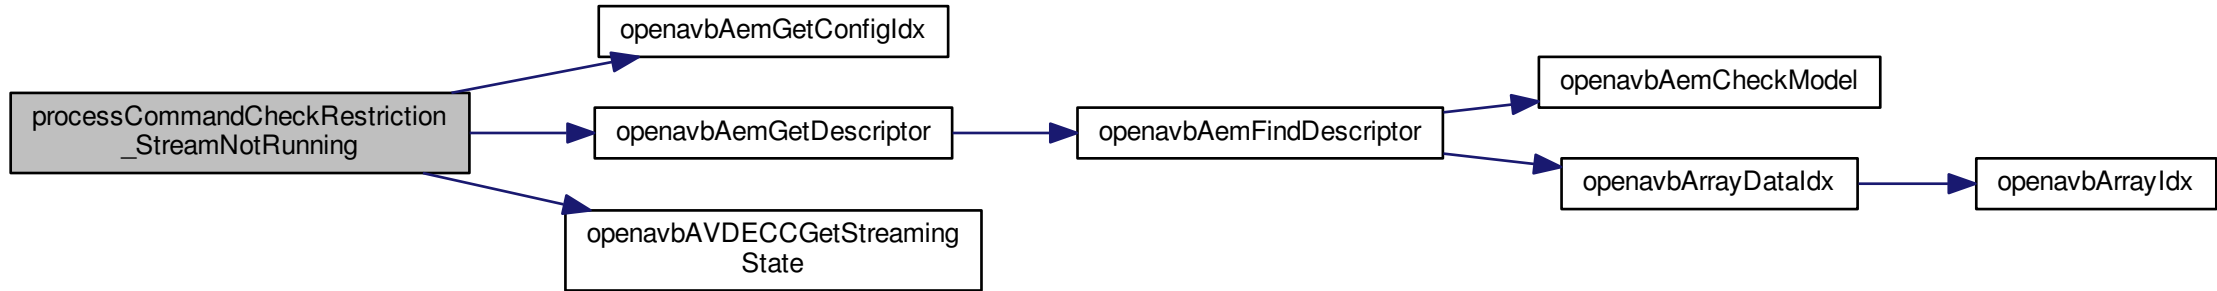 processCommandCheckRestriction
_StreamNotRunning
openavbAemGetConfigIdx
openavbAemGetDescriptor
openavbAVDECCGetStreaming
State
openavbAemFindDescriptor
openavbAemCheckModel
openavbArrayDataIdx
openavbArrayIdx